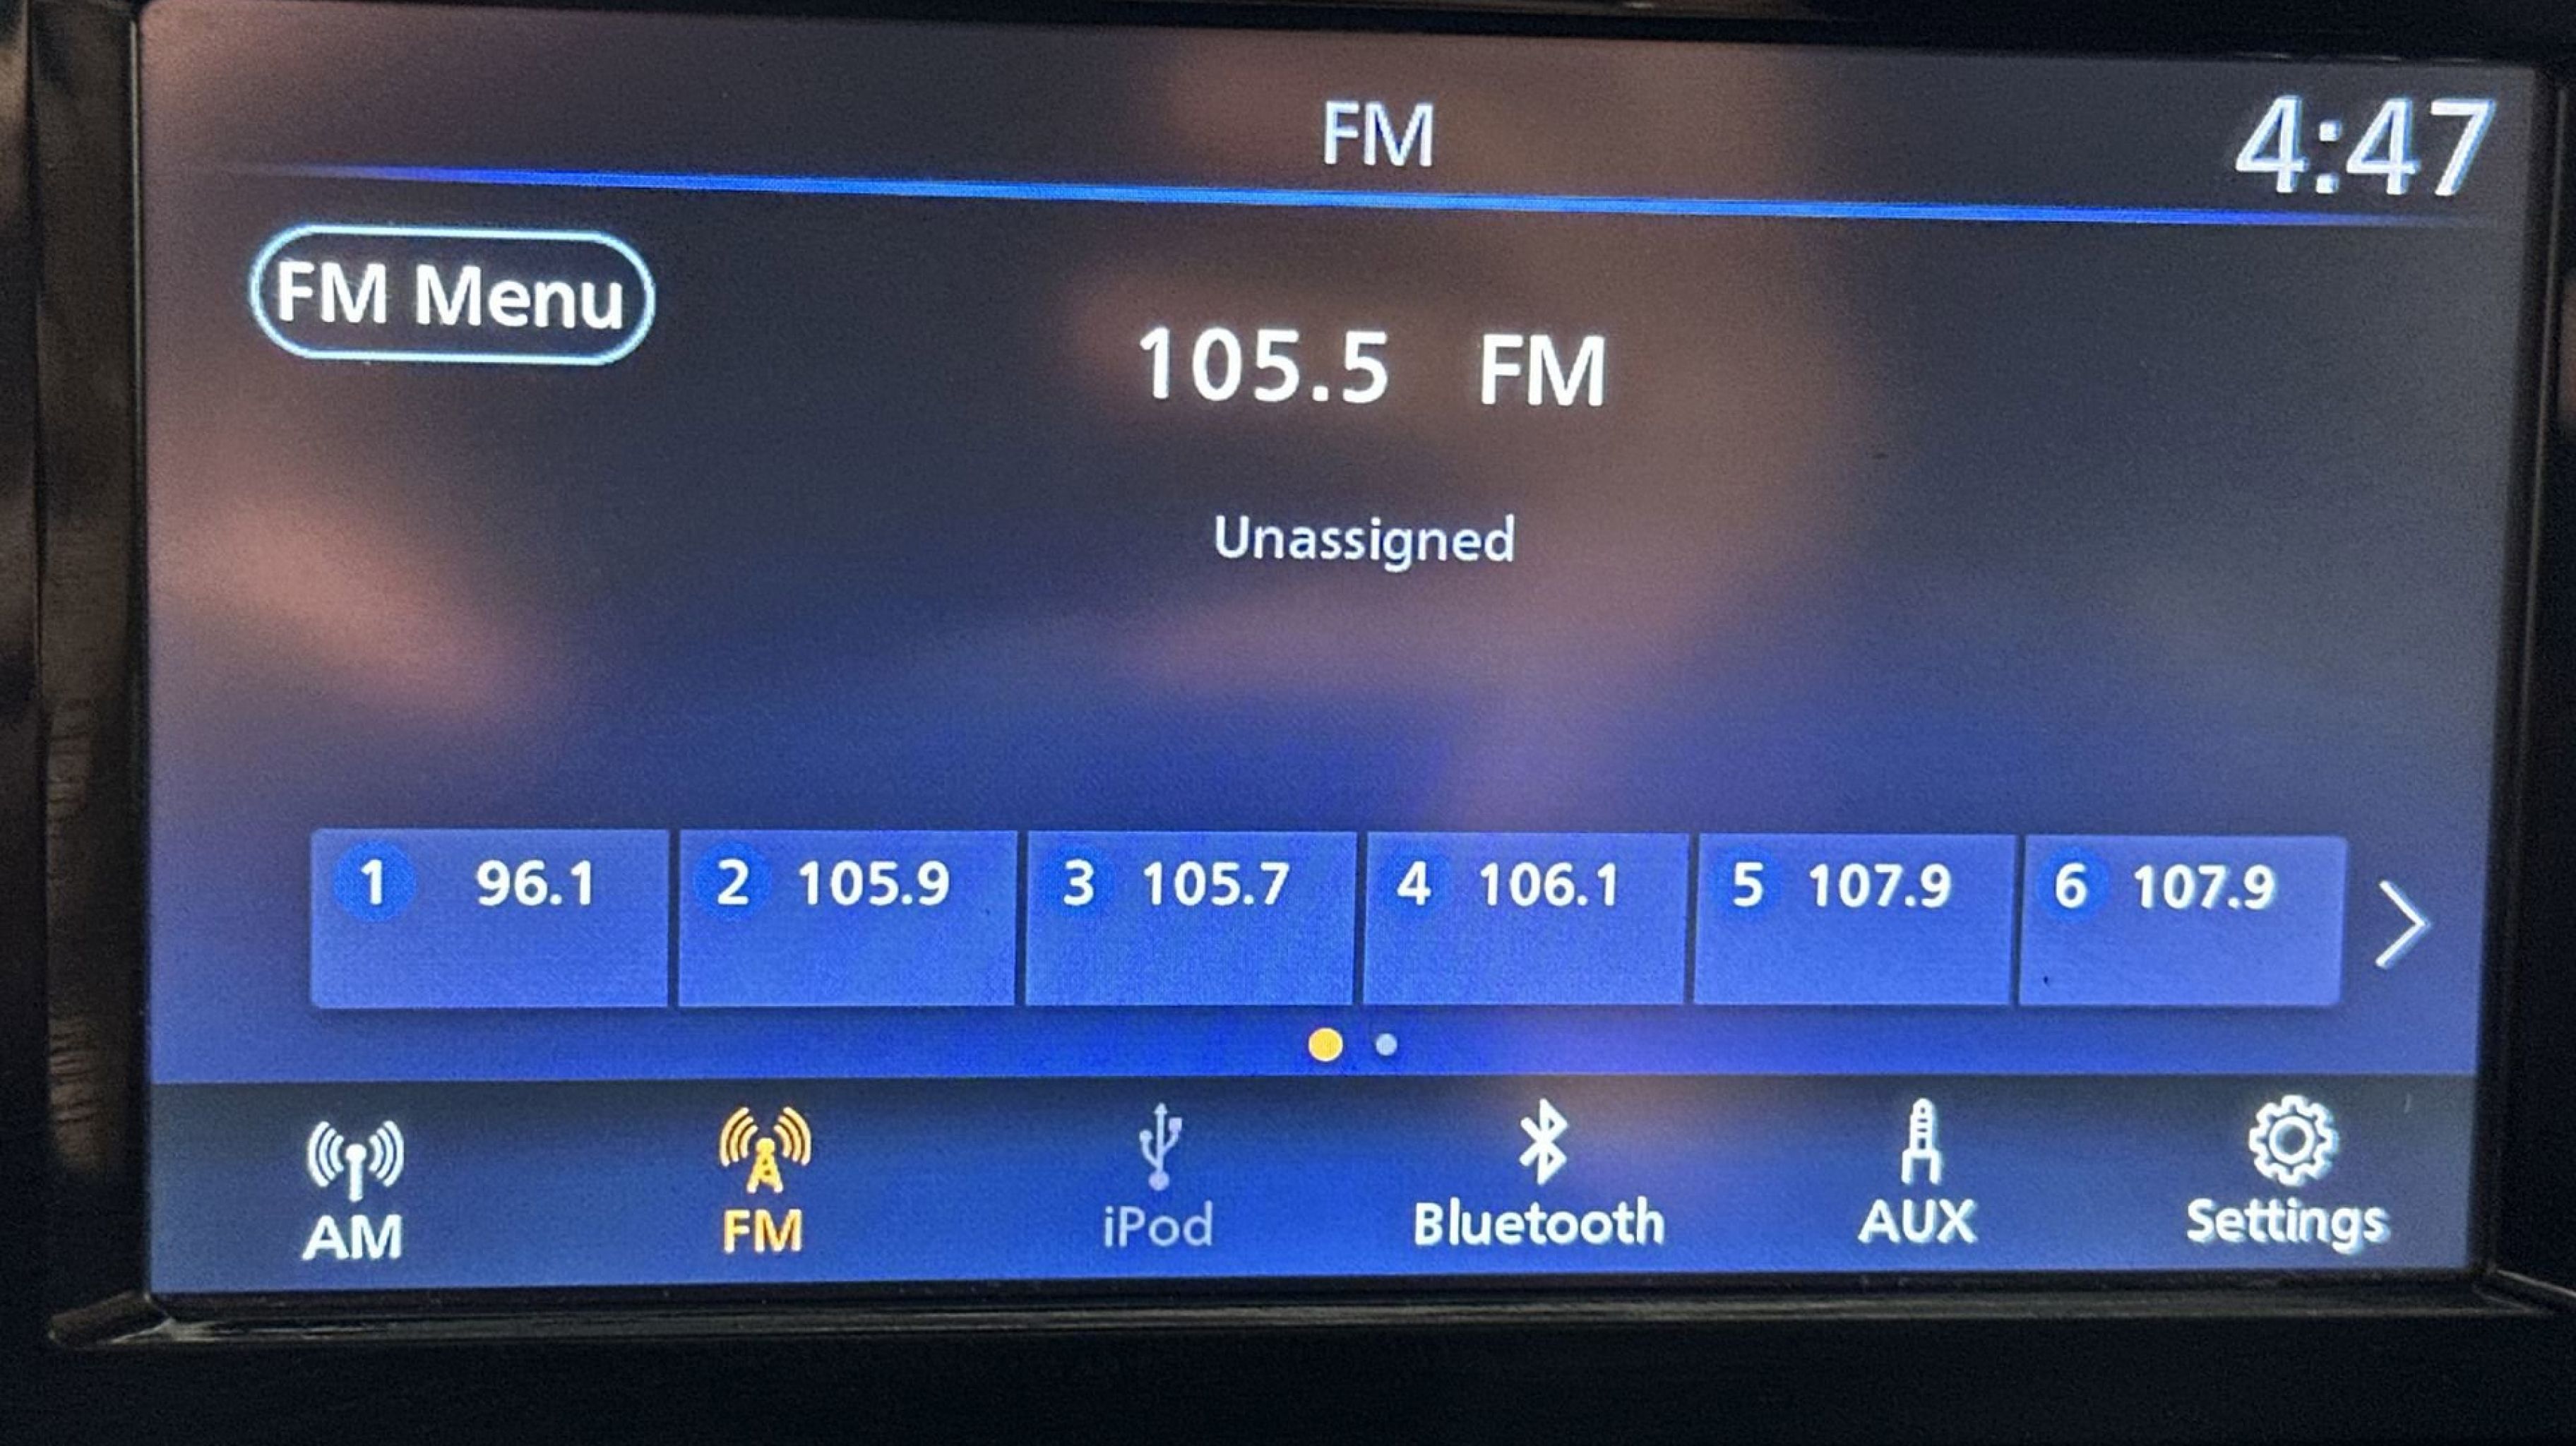 FM
4:47
FM Menu
105.5 FM
Unassigned
1 96.1 2 105.9 3 105.7 4 106.1 5 107.9 6 107.9
AM FM iPod Bluetooth AUX Settings